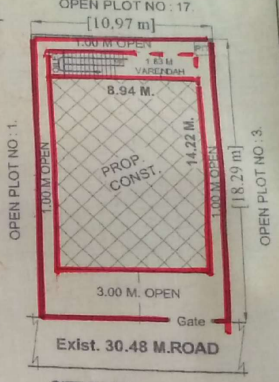 OPEN PLOT NO : 17.
[10,97 m]
1.00 M OPEN
1.83 M
VARENDAH
8.94 M.
OPEN PLOT NO : 1.
1.00 M OPEN
PROP.
CONST.
14.22 M.
1.00 M OPEN
[18.29 m]
OPEN PLOT NO : 3.
3.00 M. OPEN
Gate
Exist. 30.48 M.ROAD